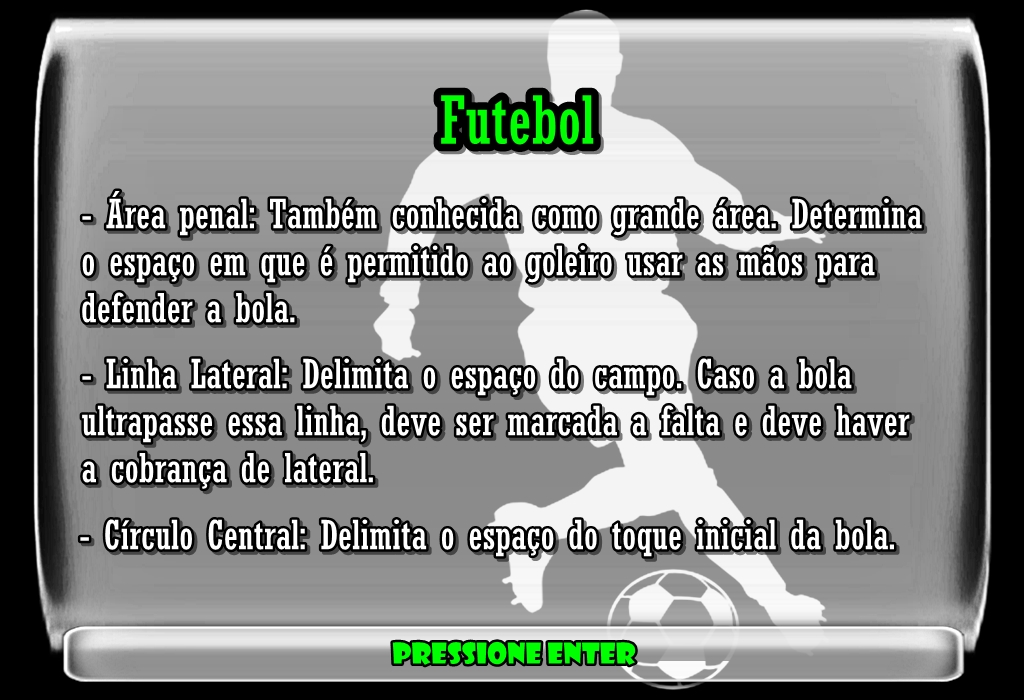 Futebol
- Área penal: Também conhecida como grande área. Determina
o espaço em que é permitido ao goleiro usar as mãos para
defender a bola.
- Linha Lateral: Delimita o espaço do campo. Caso a bola
ultrapasse essa linha, deve ser marcada a falta e deve haver
a cobrança de lateral.
- Círculo Central: Delimita o espaço do toque inicial da bola.
PRESSIONE ENTER